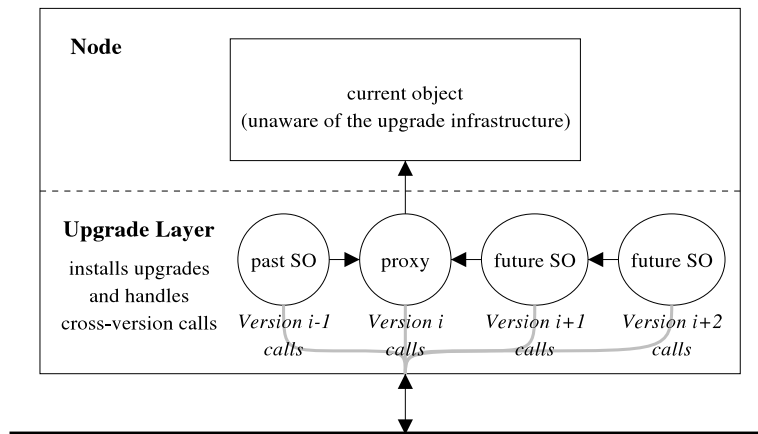 Node
current object
(unaware of the upgrade infrastructure)
Upgrade Layer
installs upgrades
and handles
cross-version calls
past SO
proxy
future SO
future SO
Version i-1
calls
Version i
calls
Version i+1
calls
Version i+2
calls